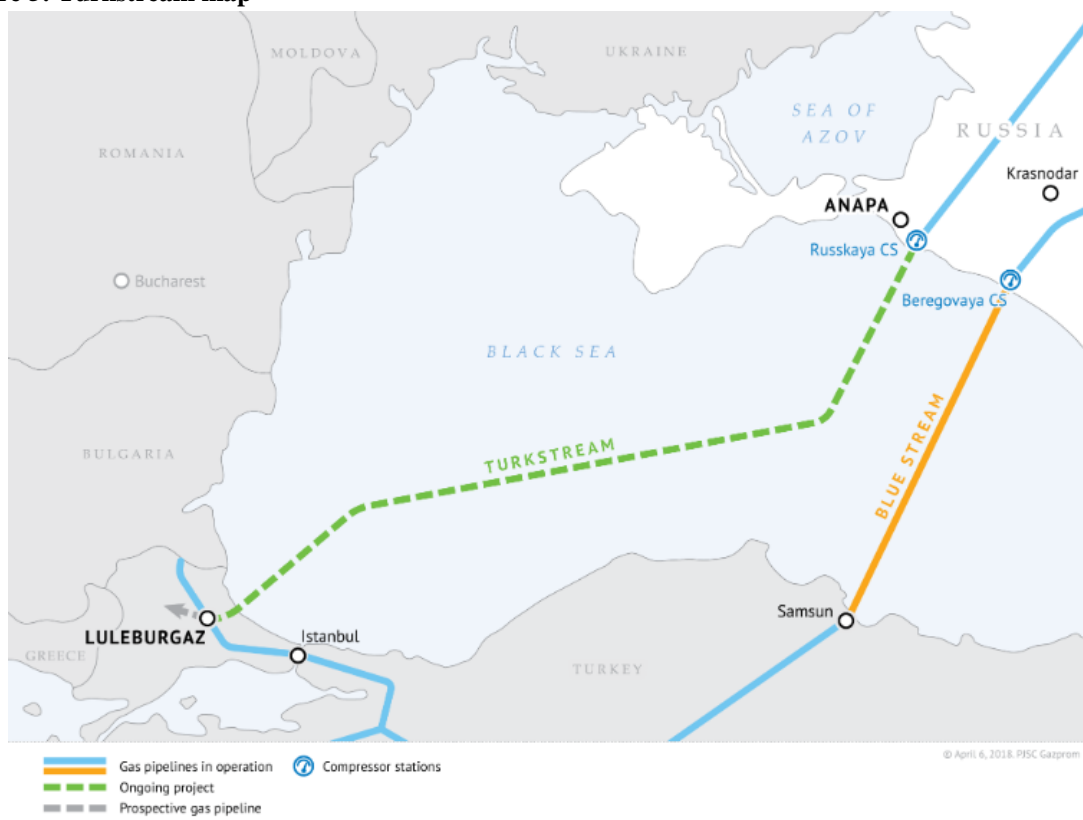 Turkstream map
MOLDOVA
UKRAINE
SEA OF
AZOV
RUSSIA
ROMANIA
Krasnodar
ANAPA
Russkaya CS
Bucharest
Beregovaya CS
BLACK SEA
TURKSTREAM
BLUE STREAM
BULGARIA
Samsun
LULEBURGAZ
Istanbul
GREECE
TURKEY
© April 6, 2018. PJSC Gazprom
Gas pipelines in operation
Compressor stations
Ongoing project
Prospective gas pipeline